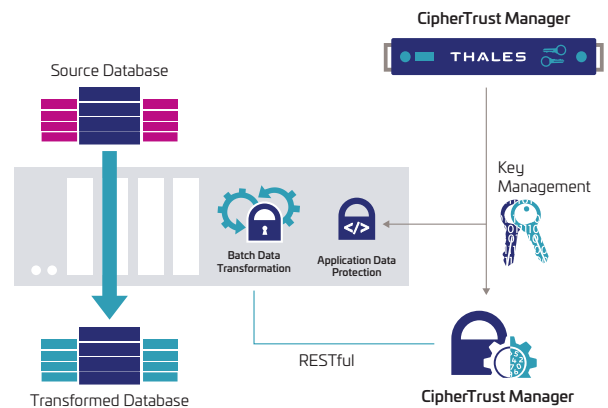 CipherTrust Manager
THALES
Source Database
Key
Management
</>
Batch Data
Transformation
Application Data
Protection
RESTful
Transformed Database
CipherTrust Manager